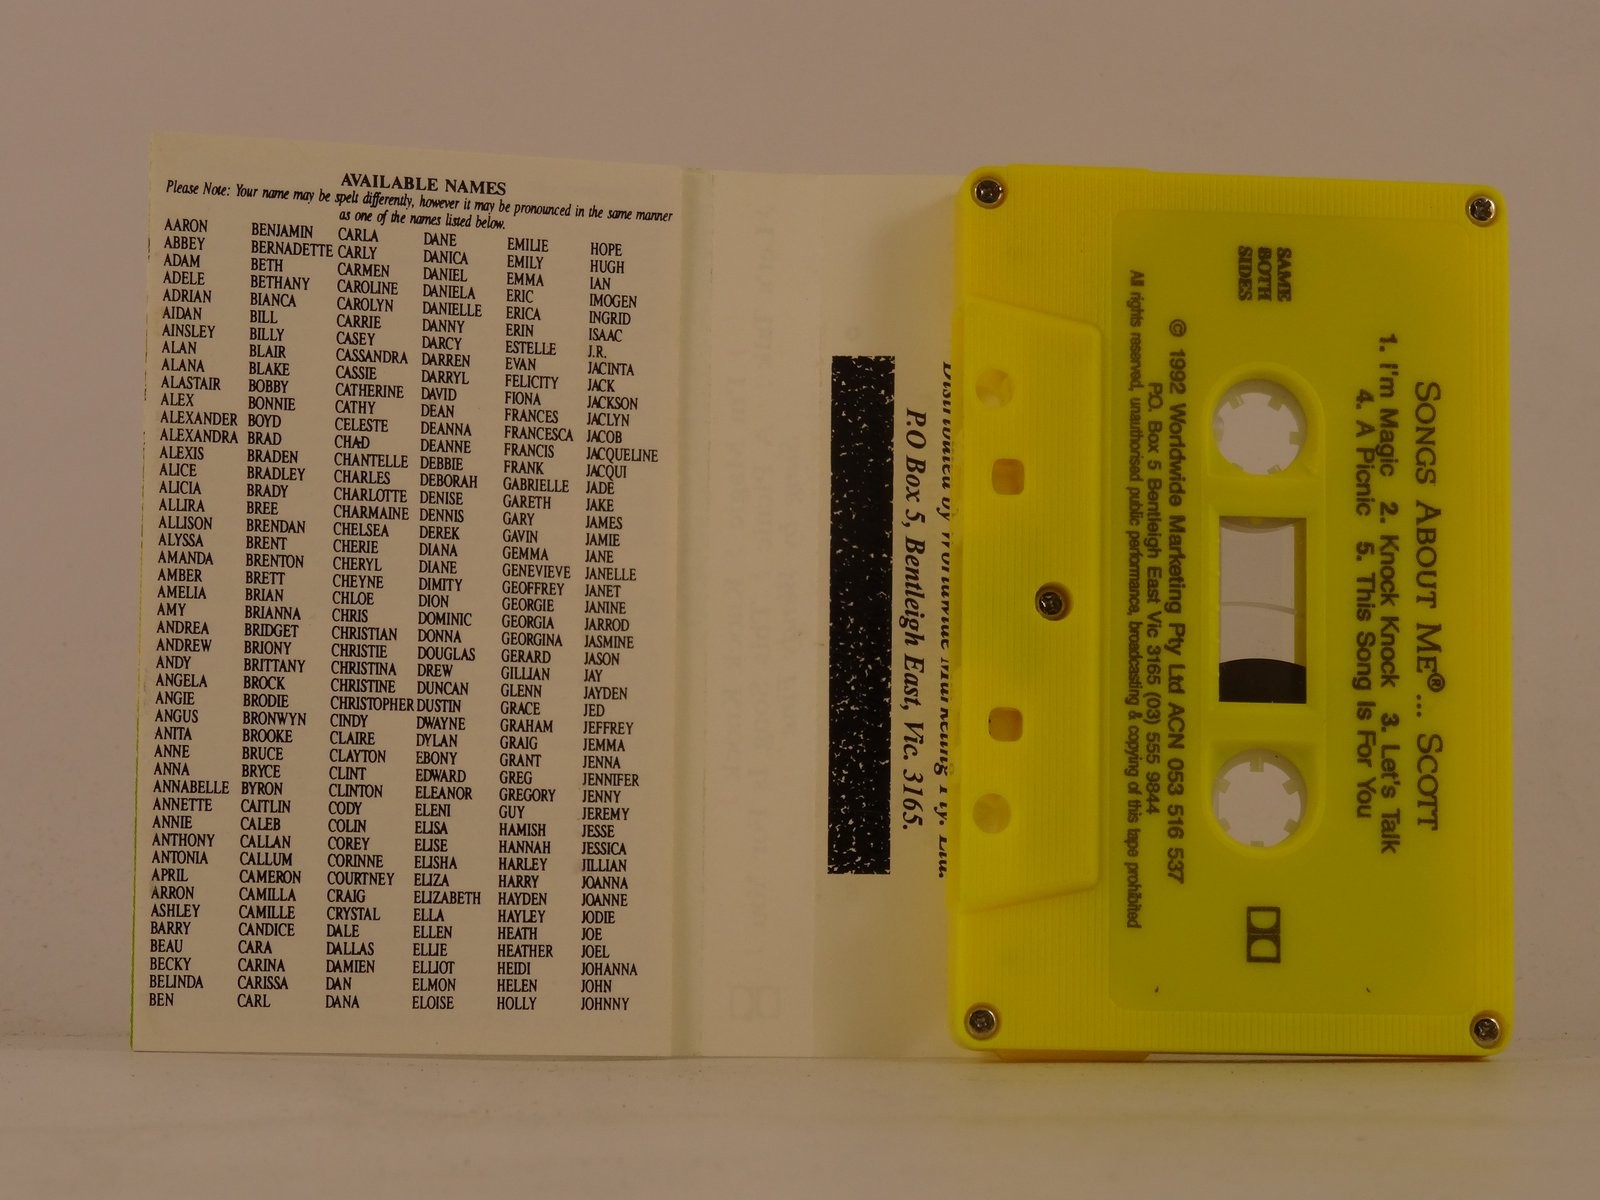 AVAILABLE NAMES
Please Note: Your name may be spelt differently, however it may be pronounced in the same manner
as one of the names listed below.
AARON
ABBEY
ADAM
ADELE
ADRIAN
AIDAN
AINSLEY
ALAN
ALANA
ALASTAIR
ALEX
ALEXANDER
ALEXANDRA
ALEXIS
ALICE
ALICIA
ALLIRA
ALLISON
ALYSSA
AMANDA
AMBER
AMELIA
AMY
ANDREA
ANDREW
ANDY
ANGELA
ANGIE
ANGUS
ANITA
ANNE
ANNA
ANNABELLE
ANNETTE
ANNIE
ANTHONY
ANTONIA
APRIL
ARRON
ASHLEY
BARRY
BEAU
BECKY
BELINDA
BEN
BENJAMIN
BERNADETTE
BETH
BETHANY
BIANCA
BILL
BILLY
BLAIR
BLAKE
BOBBY
BONNIE
BOYD
BRAD
BRADEN
BRADLEY
BRADY
BREE
BRENDAN
BRENT
BRENTON
BRETT
BRIAN
BRIANNA
BRIDGET
BRIONY
BRITTANY
BROCK
BRODIE
BRONWYN
BROOKE
BRUCE
BRYCE
BYRON
CAITLIN
CALEB
CALLAN
CALLUM
CAMERON
CAMILLA
CAMILLE
CANDICE
CARA
CARINA
CARISSA
CARL
CARLA
CARLY
CARMEN
CAROLINE
CAROLYN
CARRIE
CASEY
CASSANDRA
CASSIE
CATHERINE
CATHY
CELESTE
CHAD
CHANTELLE
CHARLES
CHARLOTTE
CHARMAINE
CHELSEA
CHERIE
CHERYL
CHEYNE
CHLOE
CHRIS
CHRISTIAN
CHRISTIE
CHRISTINA
CHRISTINE
CHRISTOPHER
CINDY
CLAIRE
CLAYTON
CLINT
CLINTON
CODY
COLIN
COREY
CORINNE
COURTNEY
CRAIG
CRYSTAL
DALE
DALLAS
DAMIEN
DAN
DANA
DANE
DANICA
DANIEL
DANIELA
DANIELLE
DANNY
DARCY
DARREN
DARRYL
DAVID
DEAN
DEANNA
DEANNE
DEBBIE
DEBORAH
DENISE
DENNIS
DEREK
DIANA
DIANE
DIMITY
DION
DOMINIC
DONNA
DOUGLAS
DREW
DUNCAN
DUSTIN
DWAYNE
DYLAN
EBONY
EDWARD
ELEANOR
ELENI
ELISA
ELISE
ELISHA
ELIZA
ELIZABETH
ELLA
ELLEN
ELLIE
ELLIOT
ELMON
ELOISE
EMILIE
EMILY
EMMA
ERIC
ERICA
ERIN
ESTELLE
EVAN
FELICITY
FIONA
FRANCES
FRANCESCA
FRANCIS
FRANK
GABRIELLE
GARETH
GARY
GAVIN
GEMMA
GENEVIEVE
GEOFFREY
GEORGIE
GEORGIA
GEORGINA
GERARD
GILLIAN
GLENN
GRACE
GRAHAM
GRAIG
GRANT
GREG
GREGORY
GUY
HAMISH
HANNAH
HARLEY
HARRY
HAYDEN
HAYLEY
HEATH
HEATHER
HEIDI
HELEN
HOLLY
HOPE
HUGH
IAN
IMOGEN
INGRID
ISAAC
J.R.
JACINTA
JACK
JACKSON
JACLYN
JACOB
JACQUELINE
JACQUI
JADE
JAKE
JAMES
JAMIE
JANE
JANELLE
JANET
JANINE
JARROD
JASMINE
JASON
JAY
JAYDEN
JED
JEFFREY
JEMMA
JENNA
JENNIFER
JENNY
JEREMY
JESSE
JESSICA
JILLIAN
JOANNA
JOANNE
JODIE
JOE
JOEL
JOHANNA
JOHN
JOHNNY
Distributed by Worldwide Marketing Pty. Ltd.
P.O Box 5, Bentleigh East, Vic. 3165.
SONGS ABOUT ME® ... SCOTT
1. I'm Magic 2. Knock Knock 3. Let's Talk
4. A Picnic 5. This Song Is For You
SAME
BOTH
SIDES
© 1992 Worldwide Marketing Pty Ltd ACN 053 516 537
P.O. Box 5 Bentleigh East Vic 3165 (03) 555 9844
All rights reserved, unauthorised public performance, broadcasting & copying of this tape prohibited